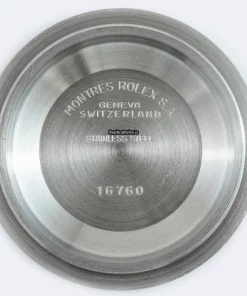 MONTRES ROLEX S.A.
GENEVA
SWITZERLAND
STAINLESS STEEL
16760